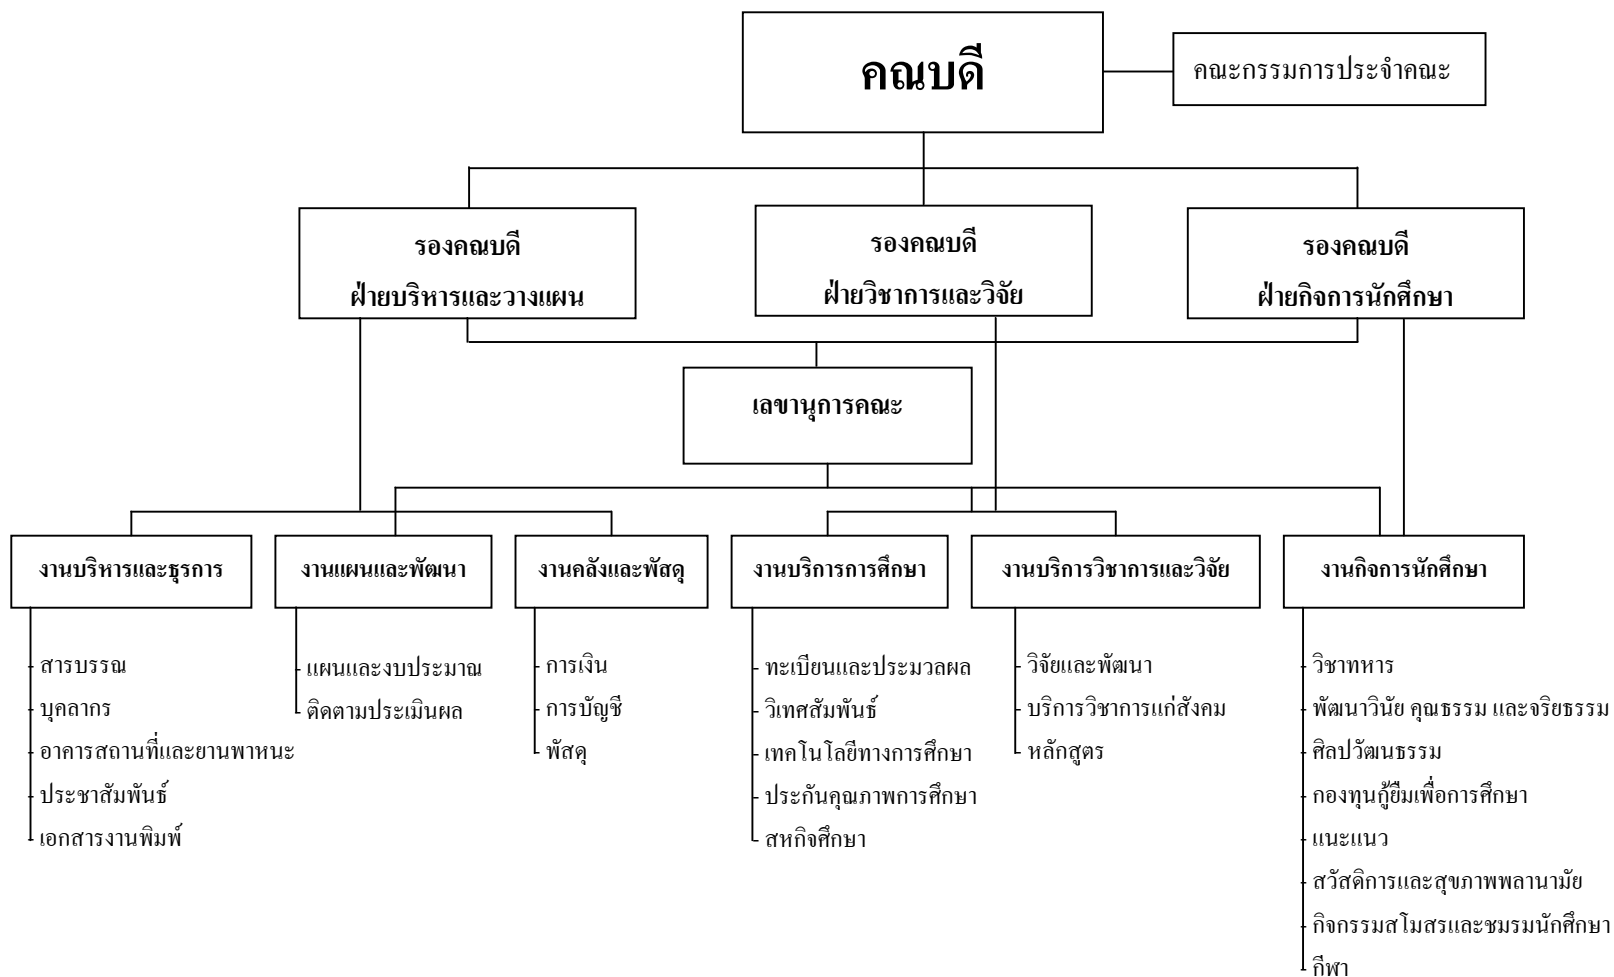 คณบดี
คณะกรรมการประจำคณะ
รองคณบดี
ฝ่ายบริหารและวางแผน
รองคณบดี
ฝ่ายวิชาการและวิจัย
รองคณบดี
ฝ่ายกิจการนักศึกษา
เลขานุการคณะ
งานบริหารและธุรการ
- สารบรรณ
- บุคลากร
- อาคารสถานที่และยานพาหนะ
- ประชาสัมพันธ์
- เอกสารงานพิมพ์
งานแผนและพัฒนา
- แผนและงบประมาณ
- ติดตามประเมินผล
งานคลังและพัสดุ
- การเงิน
- การบัญชี
- พัสดุ
งานบริการการศึกษา
- ทะเบียนและประมวลผล
- วิเทศสัมพันธ์
- เทคโนโลยีทางการศึกษา
- ประกันคุณภาพการศึกษา
- สหกิจศึกษา
งานบริการวิชาการและวิจัย
- วิจัยและพัฒนา
- บริการวิชาการแก่สังคม
- หลักสูตร
งานกิจการนักศึกษา
- วิชาทหาร
- พัฒนาวินัย คุณธรรม และจริยธรรม
- ศิลปวัฒนธรรม
- กองทุนกู้ยืมเพื่อการศึกษา
- แนะแนว
- สวัสดิการและสุขภาพพลานามัย
- กิจกรรมสโมสรและชมรมนักศึกษา
- กีฬา